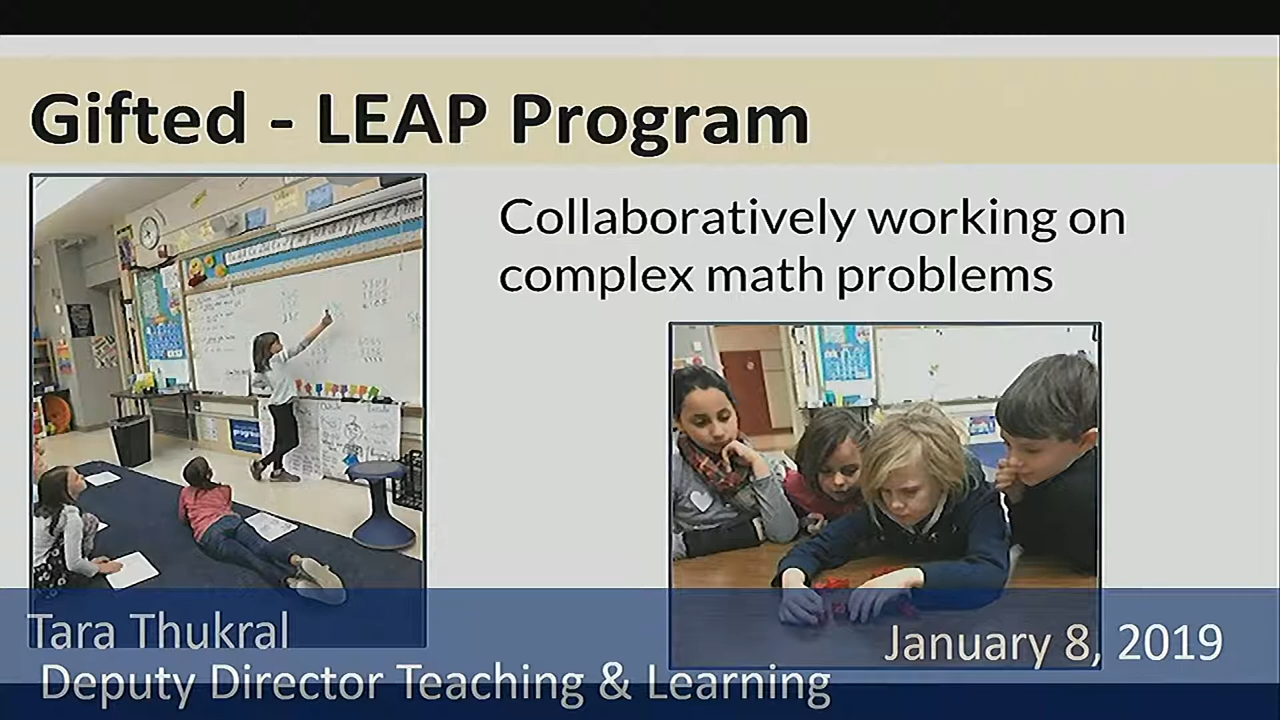 Gifted - LEAP Program
Collaboratively working on
complex math problems
Tara Thukral
January 8, 2019
Deputy Director Teaching & Learning